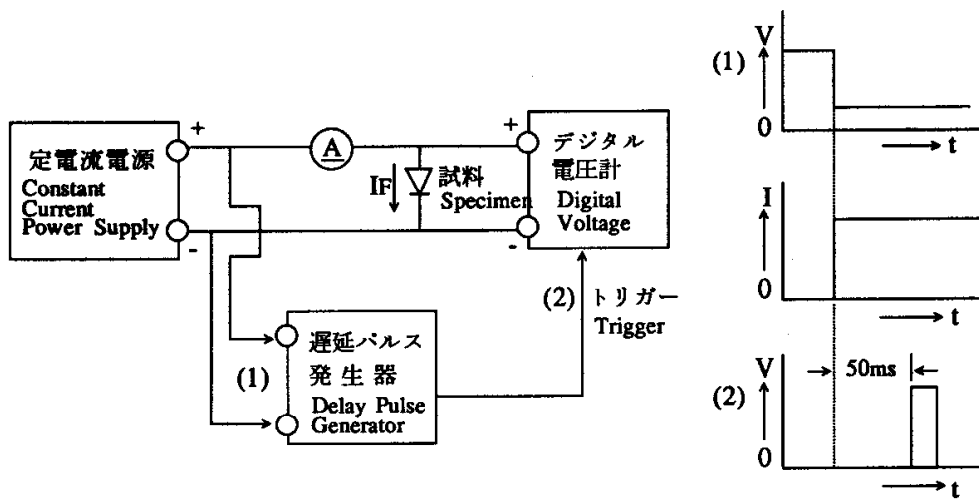 定電流電源
Constant
Current
Power Supply
+
-
A
IF
試料
Specimen
+
-
デジタル
電圧計
Digital
Voltage
(1)
遅延パルス
発生器
Delay Pulse
Generator
(2) トリガー
Trigger
(1)
V
0
t
I
0
t
(2)
V
50ms
0
t